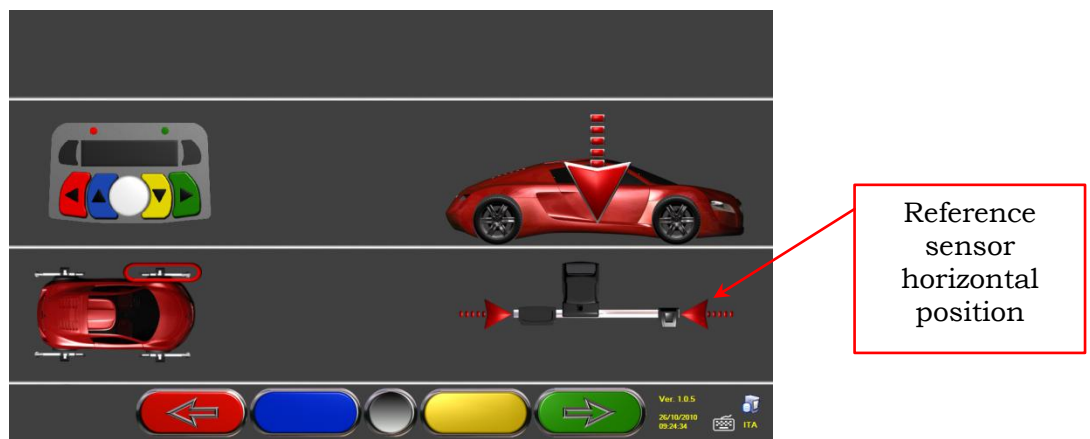 Reference
sensor
horizontal
position
Ver. 1.0.5
26/10/2010
09:24:34
ITA